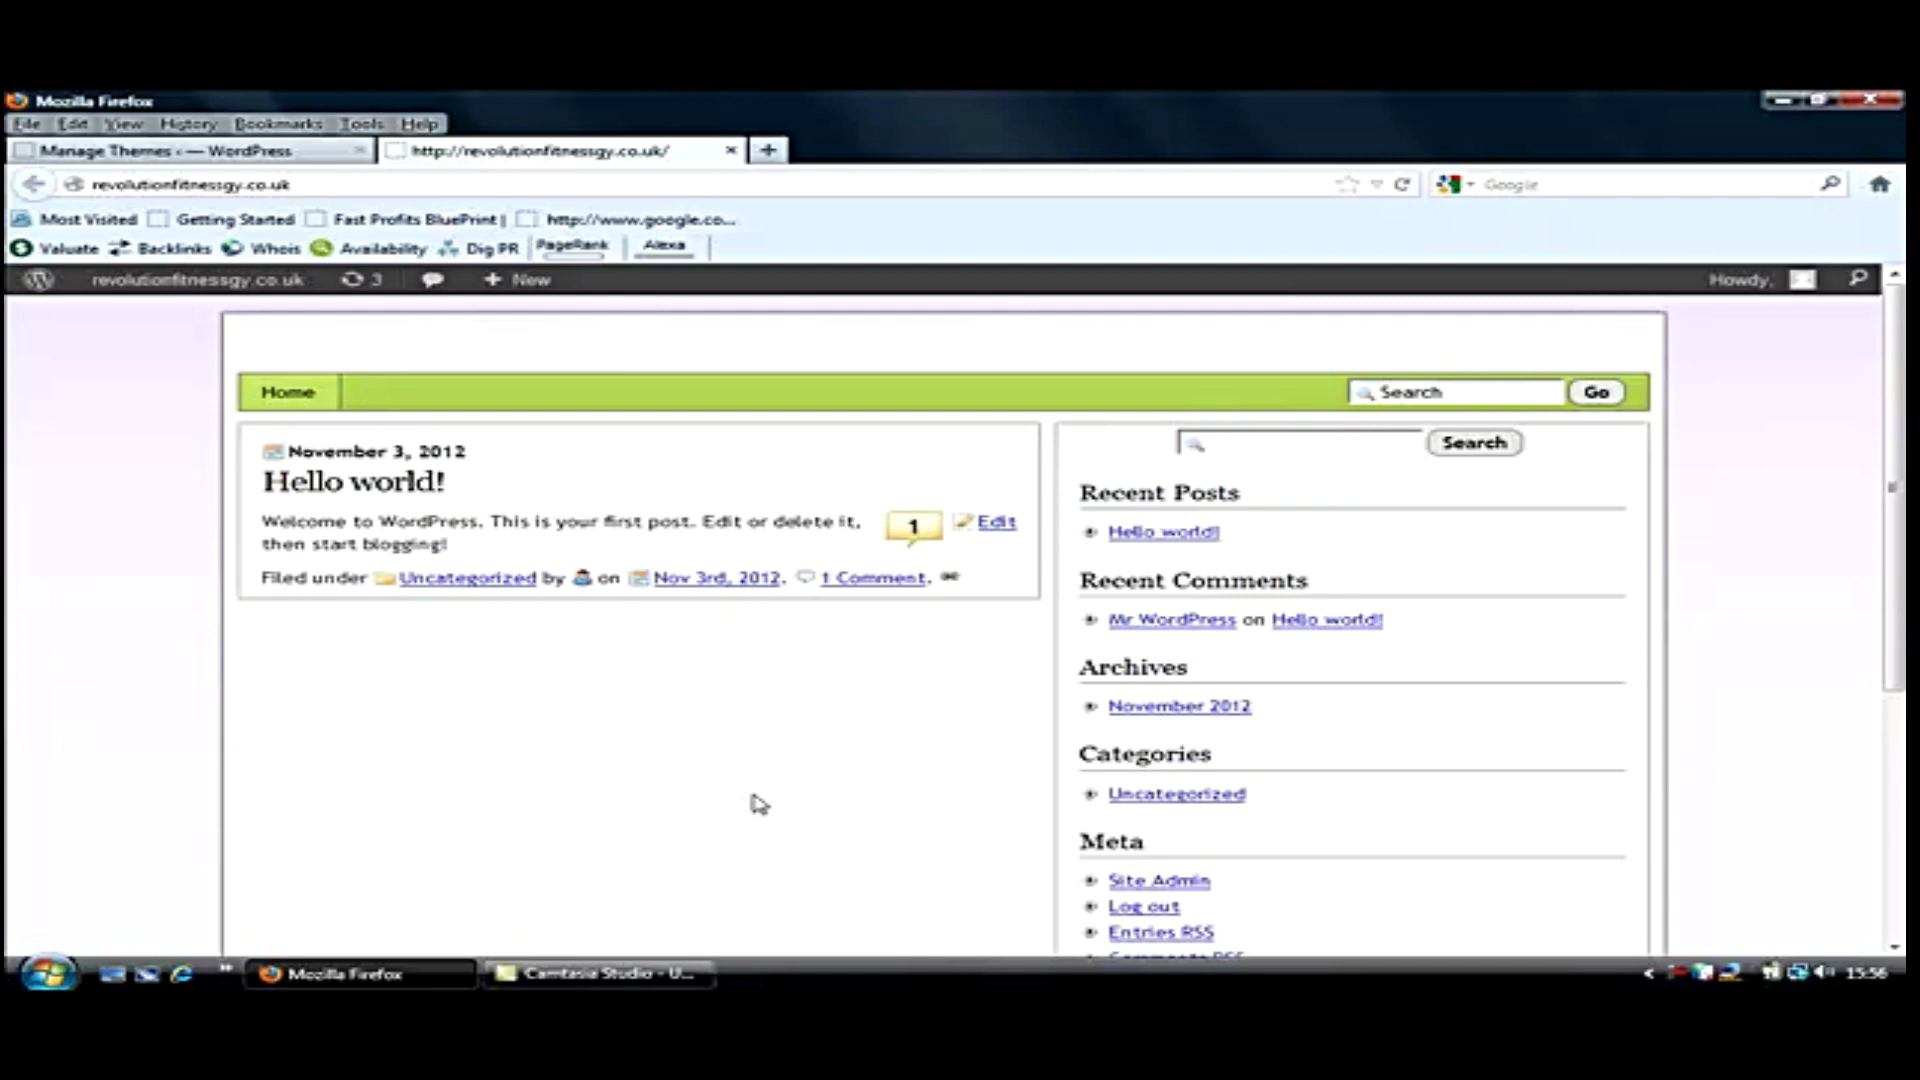 Mozilla Firefox
File Edit View History Bookmarks Tools Help
Manage Themes ‹ — WordPress
http://revolutionfitnessgy.co.uk/
revolutionfitnessgy.co.uk
Google
Most Visited Getting Started Fast Profits BluePrint | http://www.google.co...
Valuate Backlinks Whois Availability Dig PR PageRank Alexa
revolutionfitnessgy.co.uk 3 + New Howdy,
Home Search Go
November 3, 2012
Hello world!
Welcome to WordPress. This is your first post. Edit or delete it,
then start blogging!
1 Edit
Filed under Uncategorized by on Nov 3rd, 2012. 1 Comment.
Search
Recent Posts
Hello world!
Recent Comments
Mr WordPress on Hello world!
Archives
November 2012
Categories
Uncategorized
Meta
Site Admin
Log out
Entries RSS
Comments RSS
Mozilla Firefox Camtasia Studio - U... 15:56